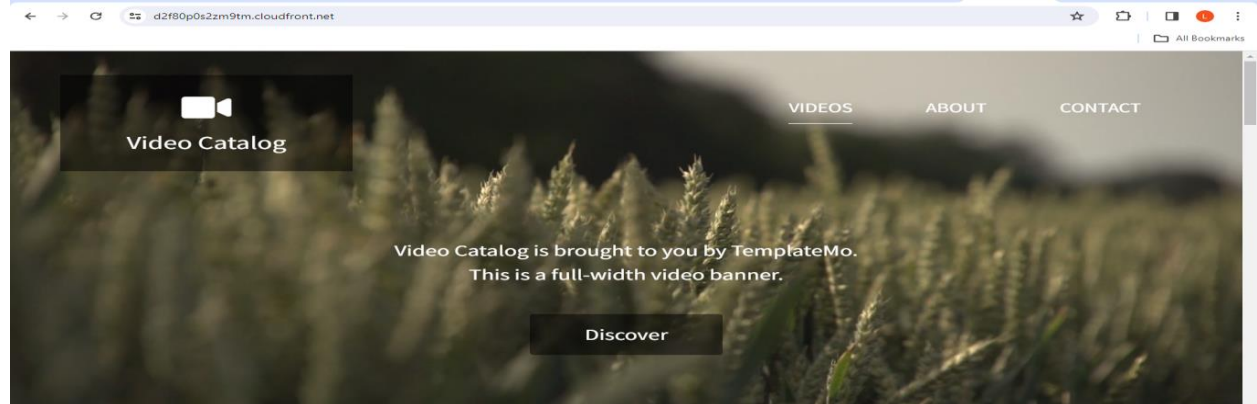 d2f80p0s2zm9tm.cloudfront.net
All Bookmarks
Video Catalog
VIDEOS ABOUT CONTACT
Video Catalog is brought to you by TemplateMo.
This is a full-width video banner.
Discover